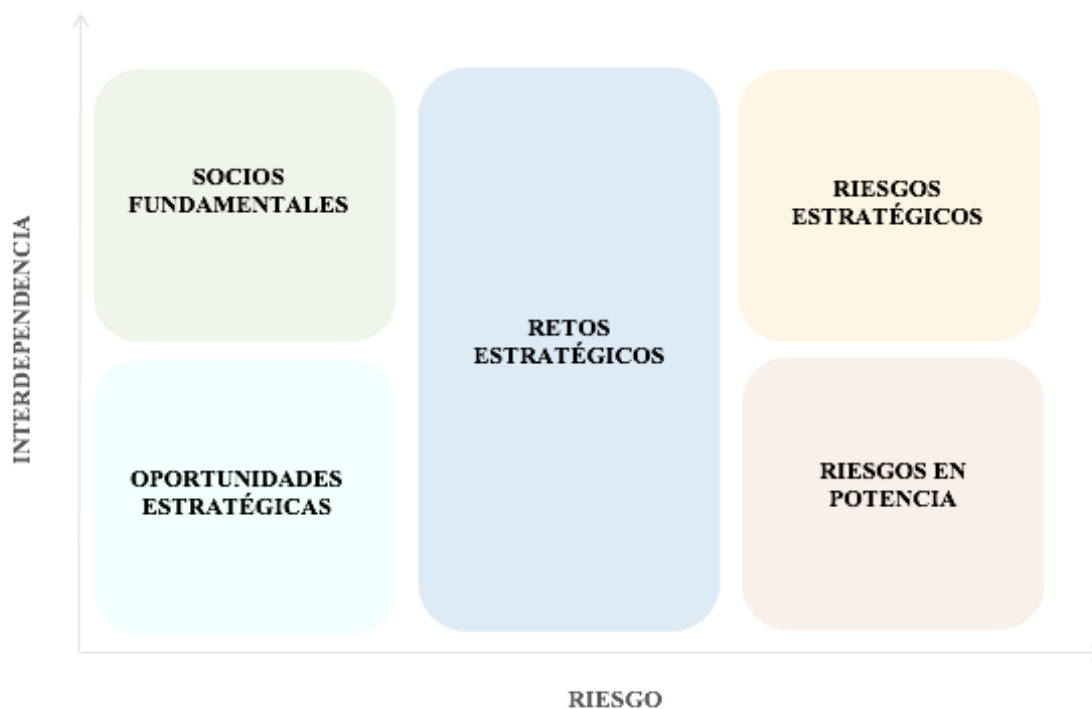 INTERDEPENDENCIA
SOCIOS
FUNDAMENTALES
OPORTUNIDADES
ESTRATÉGICAS
RETOS
ESTRATÉGICOS
RIESGOS
ESTRATÉGICOS
RIESGOS EN
POTENCIA
RIESGO